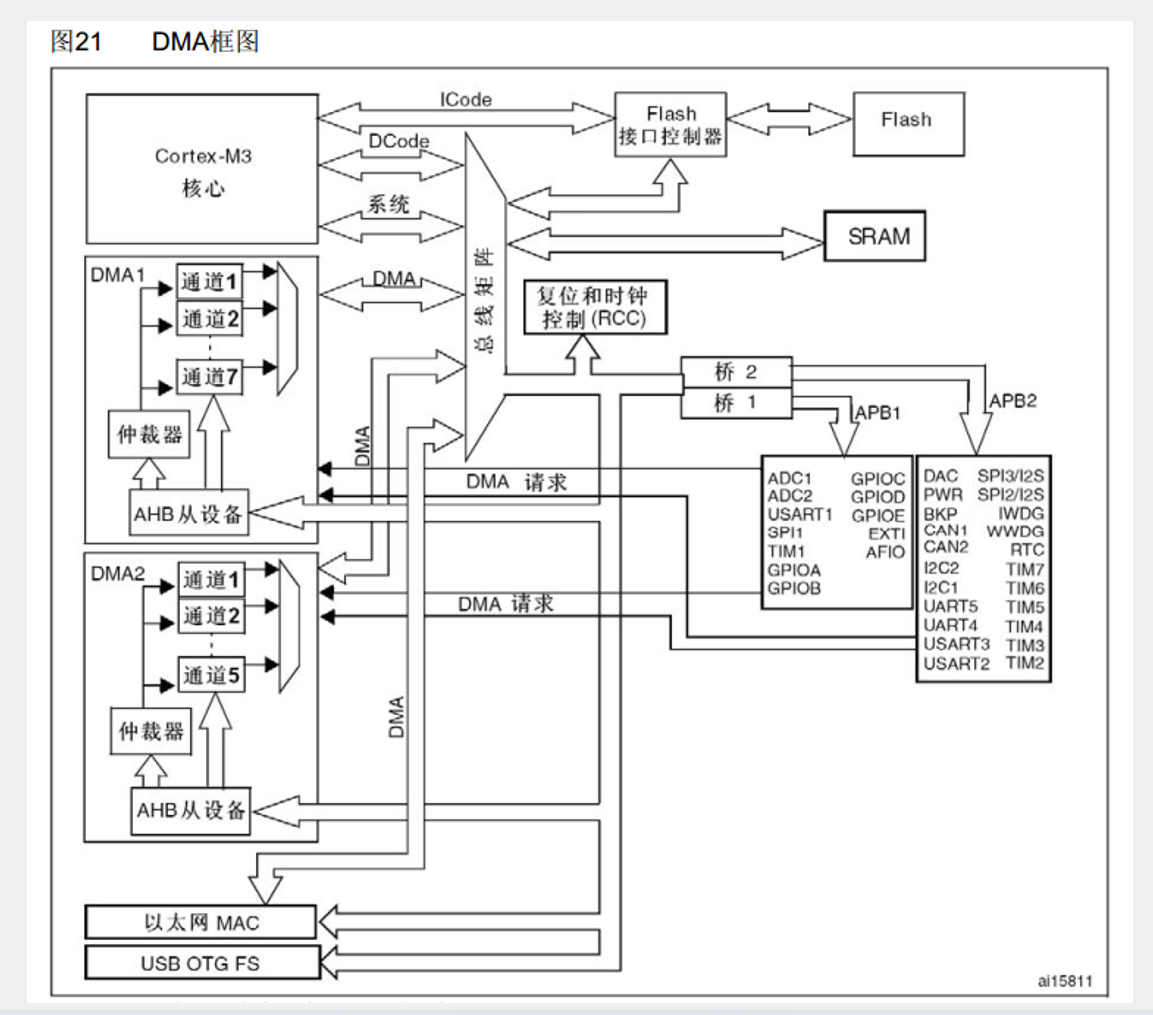 图21 DMA框图
ICode
Cortex-M3
核心
DCode
系统
Flash
接口控制器
Flash
SRAM
总线矩阵
DMA
DMA1
通道1
通道2
通道7
仲裁器
AHB从设备
复位和时钟
控制(RCC)
桥 2
桥 1
APB1
APB2
DMA
DMA 请求
ADC1 GPIOC
ADC2 GPIOD
USART1 GPIOE
SPI1 EXTI
TIM1 AFIO
GPIOA
GPIOB
DAC SPI3/I2S
PWR SPI2/I2S
BKP IWDG
CAN1 WWDG
CAN2 RTC
I2C2 TIM7
I2C1 TIM6
UART5 TIM5
UART4 TIM4
USART3 TIM3
USART2 TIM2
DMA2
通道1
通道2
通道5
仲裁器
AHB从设备
DMA 请求
DMA
以太网 MAC
USB OTG FS
ai15811